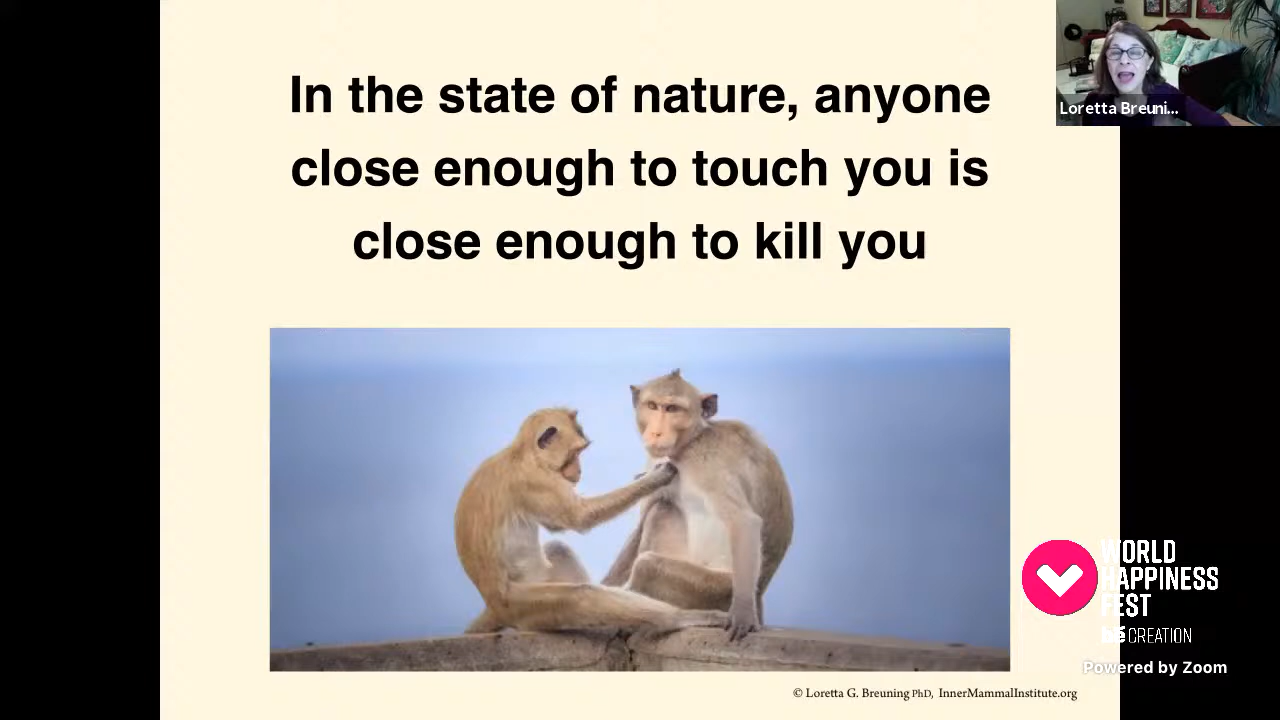 In the state of nature, anyone
close enough to touch you is
close enough to kill you
Loretta Breuni...
WORLD
HAPPINESS
FEST
be CREATION
Powered by Zoom
© Loretta G. Breuning PhD, InnerMammalInstitute.org